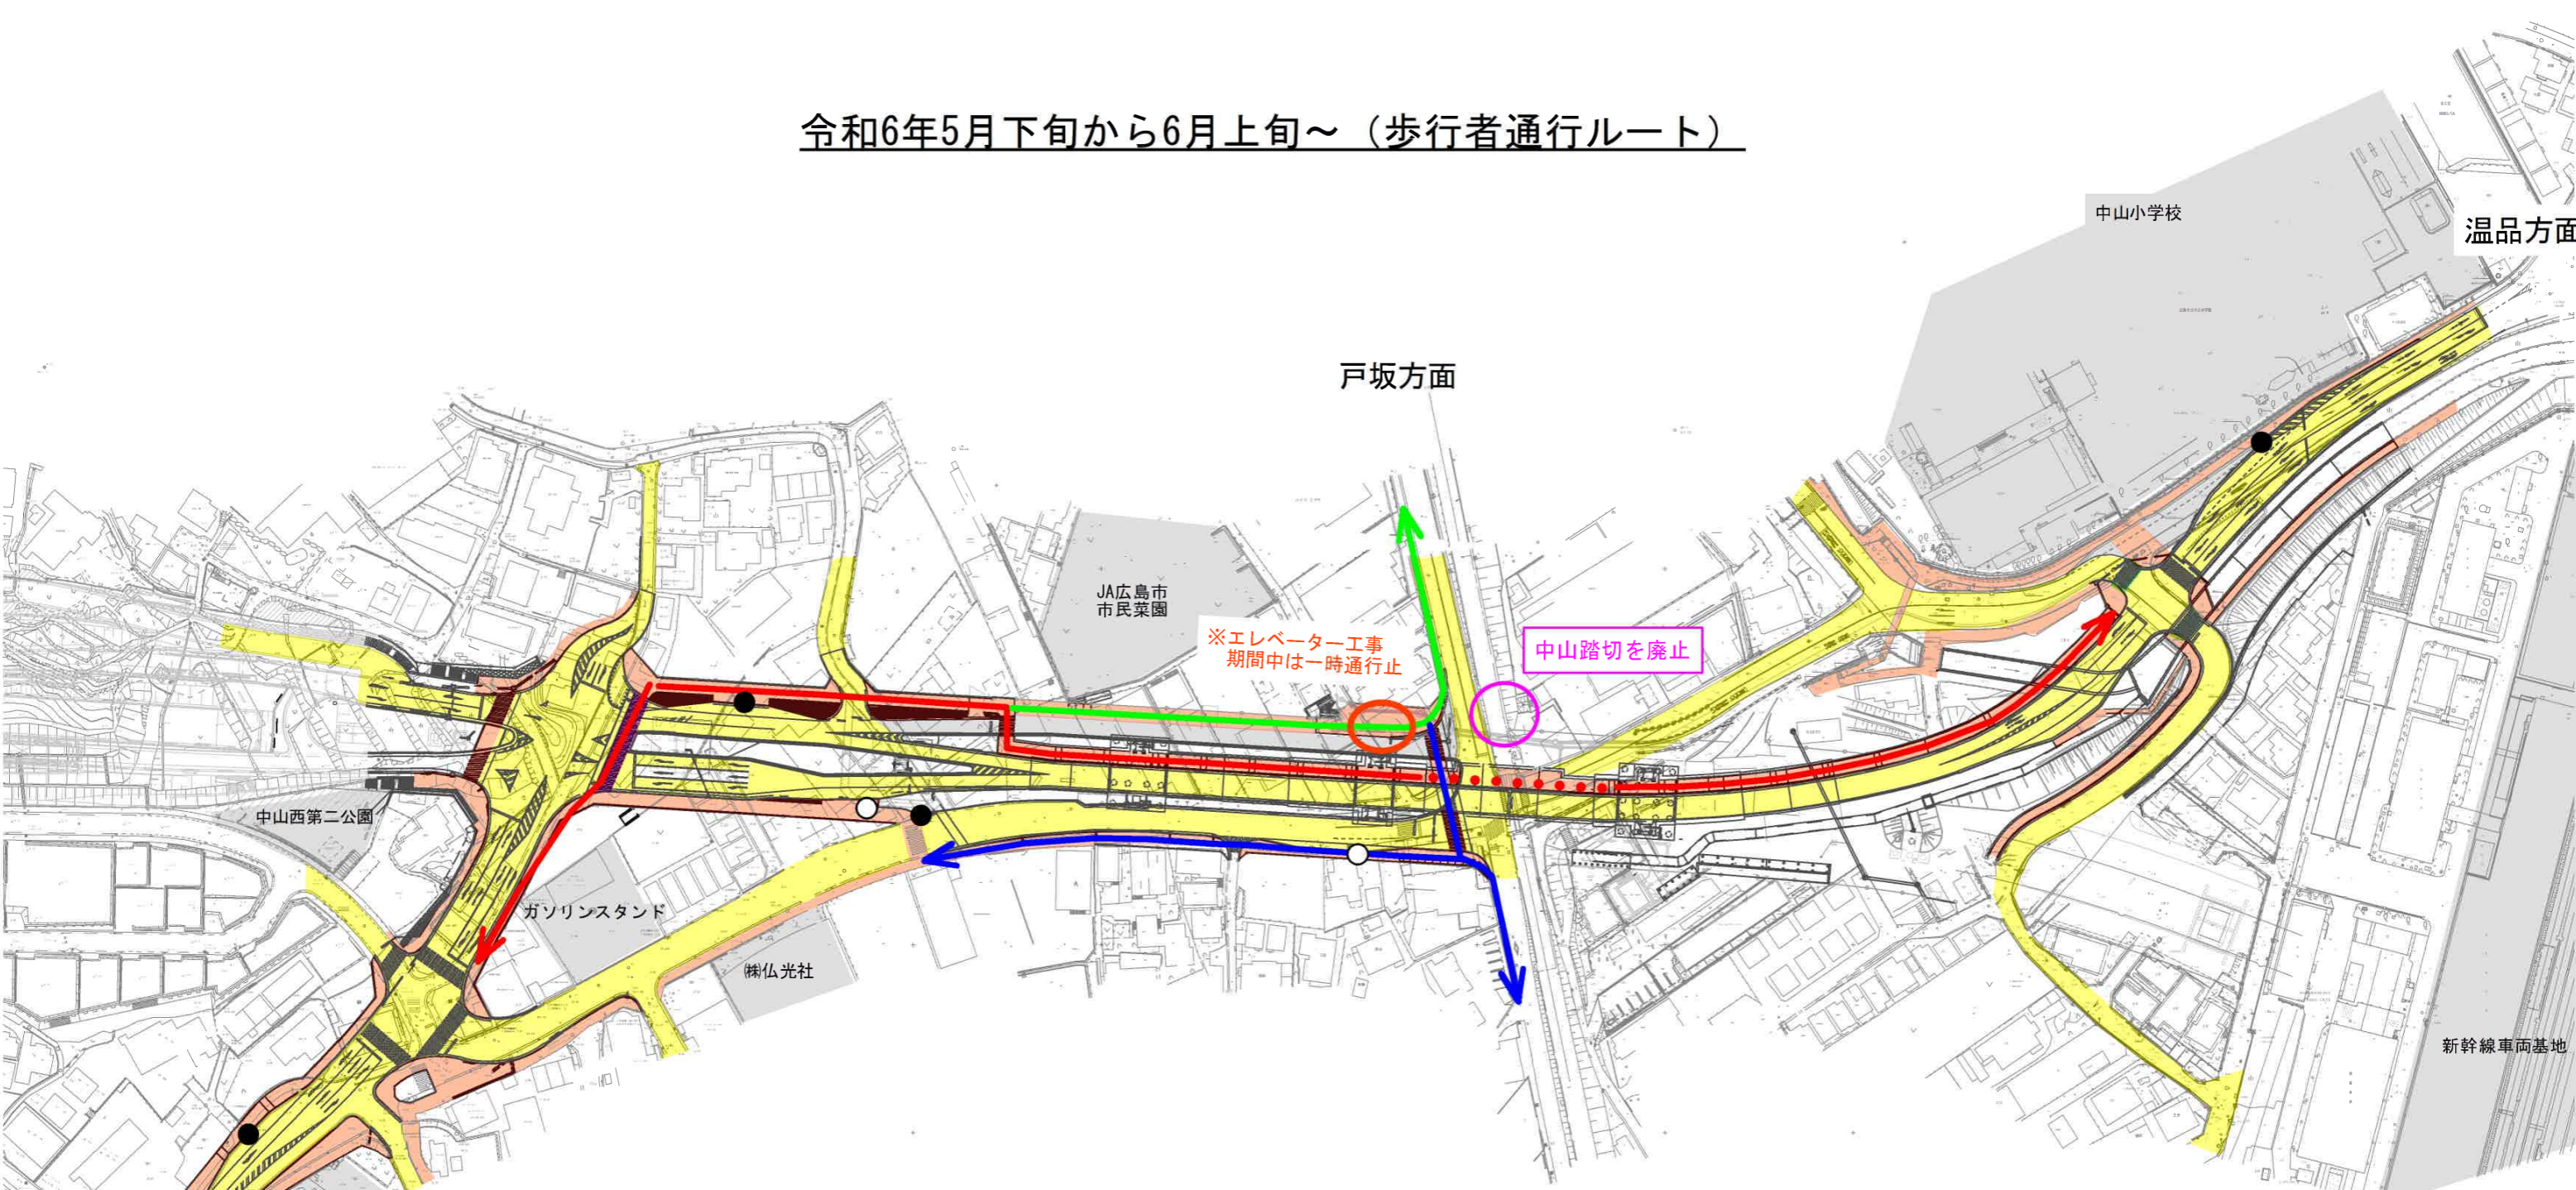 令和6年5月下旬から6月上旬～（歩行者通行ルート）
中山小学校
温品方面
戸坂方面
JA広島市
市民菜園
※エレベーター工事
期間中は一時通行止
中山踏切を廃止
中山西第二公園
ガソリンスタンド
㈱仏光社
新幹線車両基地